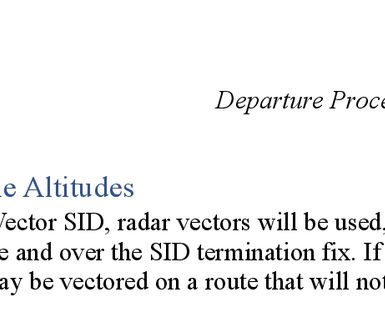 Departure Proce
le Altitudes
Vector SID, radar vectors will be used,
e and over the SID termination fix. If
ay be vectored on a route that will not